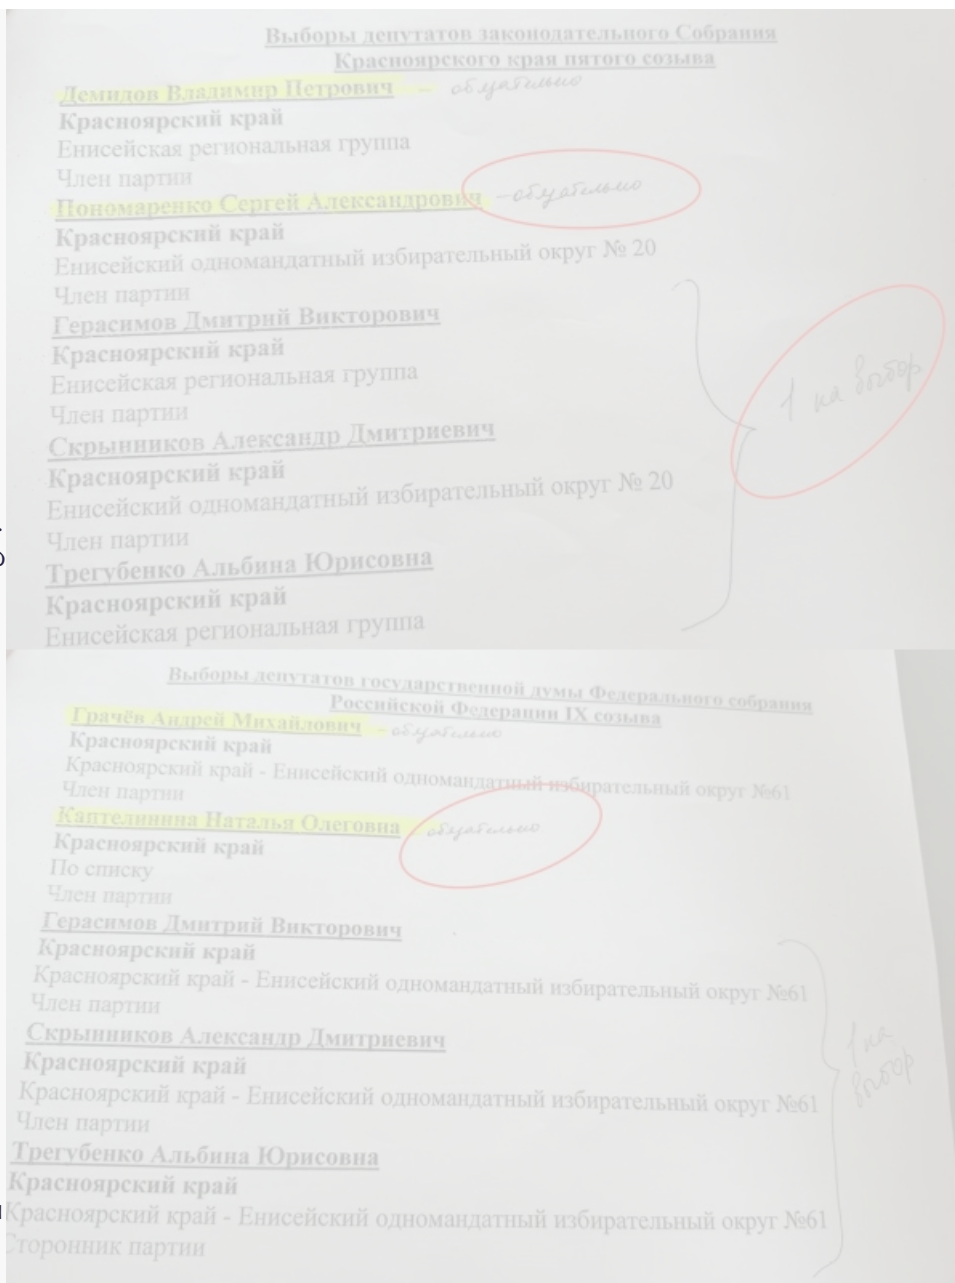 Выборы депутатов законодательного Собрания
Красноярского края пятого созыва
Демидов Владимир Петрович - обязательно
Красноярский край
Енисейская региональная группа
Член партии
Пономаренко Сергей Александрович - обязательно
Красноярский край
Енисейский одномандатный избирательный округ № 20
Член партии
Герасимов Дмитрий Викторович
Красноярский край
Енисейская региональная группа
Член партии
Скрынников Александр Дмитриевич
Красноярский край
Енисейский одномандатный избирательный округ № 20
Член партии
Трегубенко Альбина Юрисовна
Красноярский край
Енисейская региональная группа
1 на выбор
Выборы депутатов государственной думы Федерального собрания
Российской Федерации IX созыва
Грачёв Андрей Михайлович - обязательно
Красноярский край
Красноярский край - Енисейский одномандатный избирательный округ №61
Член партии
Каптелинина Наталья Олеговна - обязательно
Красноярский край
По списку
Член партии
Герасимов Дмитрий Викторович
Красноярский край
Красноярский край - Енисейский одномандатный избирательный округ №61
Член партии
Скрынников Александр Дмитриевич
Красноярский край
Красноярский край - Енисейский одномандатный избирательный округ №61
Член партии
Трегубенко Альбина Юрисовна
Красноярский край
Красноярский край - Енисейский одномандатный избирательный округ №61
Сторонник партии
1 на
выбор